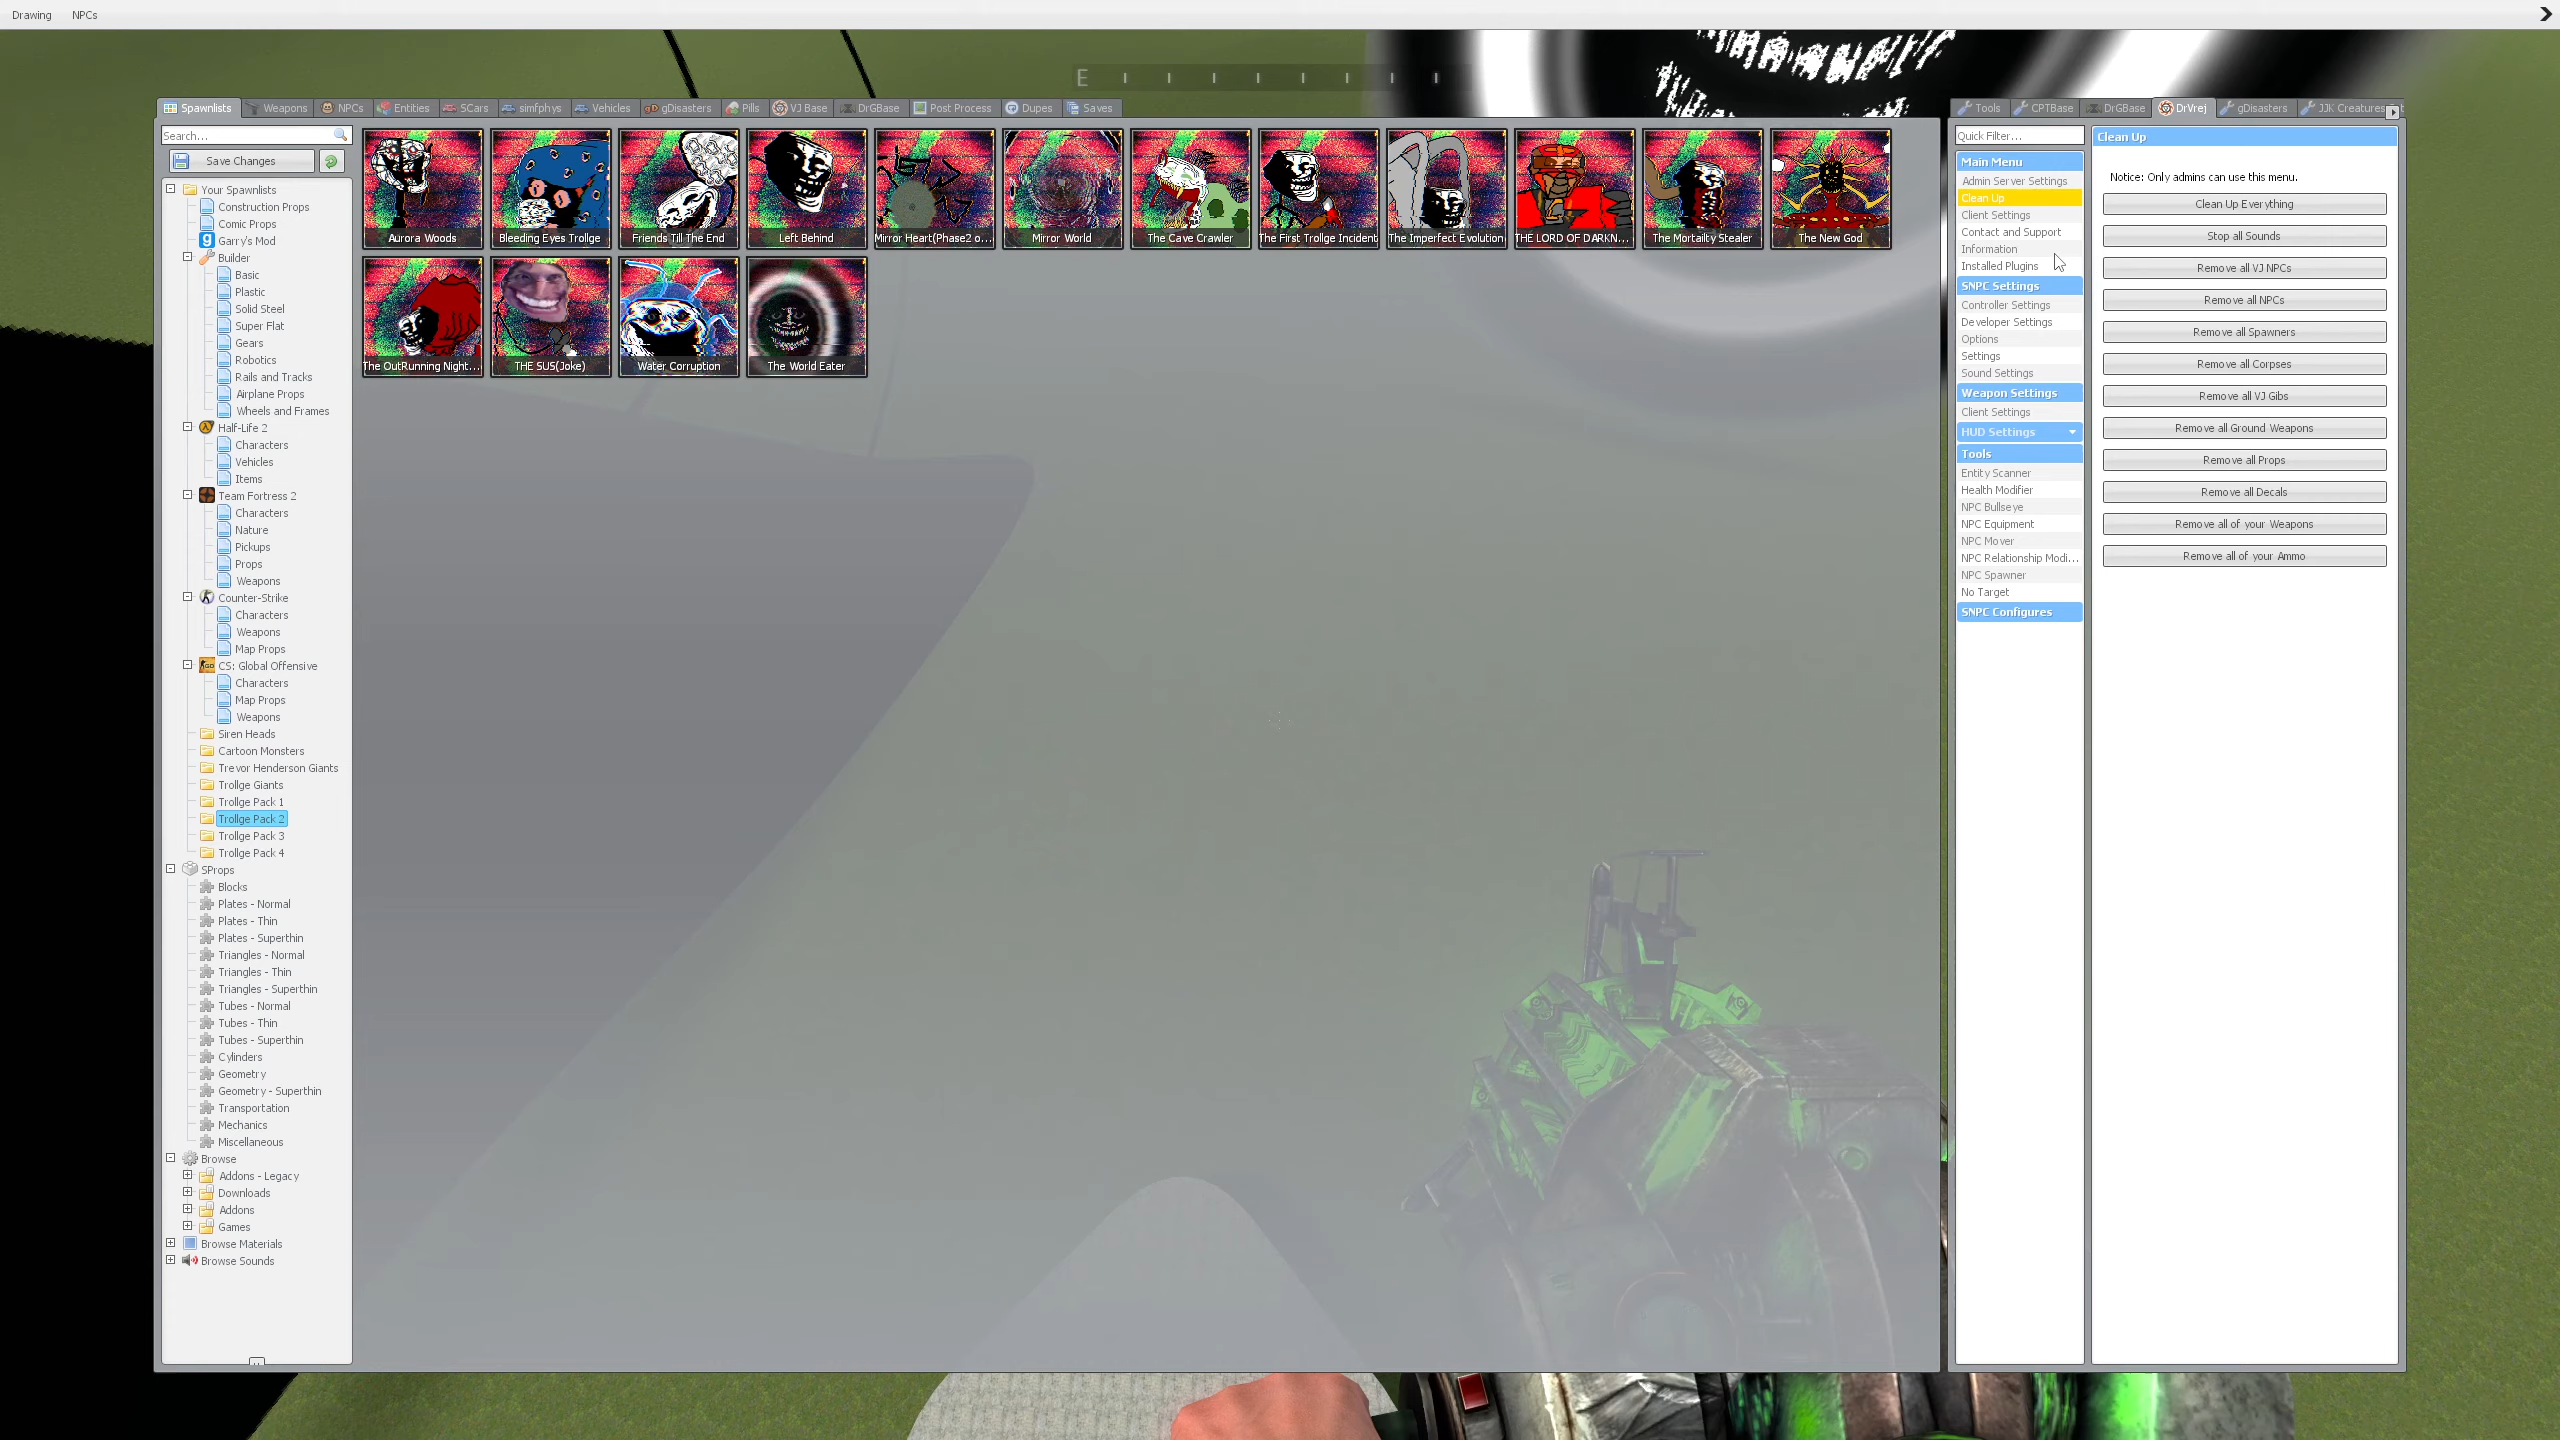 Drawing NPCs
E
Spawnlists Weapons NPCs Entities SCars simfphys Vehicles gDisasters Pills VJ Base DrGBase Post Process Dupes Saves
Search...
Save Changes
Your Spawnlists
Construction Props
Comic Props
Garry's Mod
Builder
Basic
Plastic
Solid Steel
Super Flat
Gears
Robotics
Rails and Tracks
Airplane Props
Wheels and Frames
Half-Life 2
Characters
Vehicles
Items
Team Fortress 2
Characters
Nature
Pickups
Props
Weapons
Counter-Strike
Characters
Weapons
Map Props
CS: Global Offensive
Characters
Map Props
Weapons
Siren Heads
Cartoon Monsters
Trevor Henderson Giants
Trollge Giants
Trollge Pack 1
Trollge Pack 2
Trollge Pack 3
Trollge Pack 4
SProps
Blocks
Plates - Normal
Plates - Thin
Plates - Superthin
Triangles - Normal
Triangles - Thin
Triangles - Superthin
Tubes - Normal
Tubes - Thin
Tubes - Superthin
Cylinders
Geometry
Geometry - Superthin
Transportation
Mechanics
Miscellaneous
Browse
Addons - Legacy
Downloads
Addons
Games
Browse Materials
Browse Sounds
Aurora Woods Bleeding Eyes Trollge Friends Till The End Left Behind Mirror Heart(Phase2 o... Mirror World The Cave Crawler The First Trollge Incident The Imperfect Evolution THE LORD OF DARKN... The Mortailty Stealer The New God
The OutRunning Night... THE SUS(Joke) Water Corruption The World Eater
Tools CPTBase DrGBase DrVrej gDisasters JJK Creatures
Quick Filter...
Main Menu
Admin Server Settings
Clean Up
Client Settings
Contact and Support
Information
Installed Plugins
SNPC Settings
Controller Settings
Developer Settings
Options
Settings
Sound Settings
Weapon Settings
Client Settings
HUD Settings
Tools
Entity Scanner
Health Modifier
NPC Bullseye
NPC Equipment
NPC Mover
NPC Relationship Modi...
NPC Spawner
No Target
SNPC Configures
Clean Up
Notice: Only admins can use this menu.
Clean Up Everything
Stop all Sounds
Remove all VJ NPCs
Remove all NPCs
Remove all Spawners
Remove all Corpses
Remove all VJ Gibs
Remove all Ground Weapons
Remove all Props
Remove all Decals
Remove all of your Weapons
Remove all of your Ammo